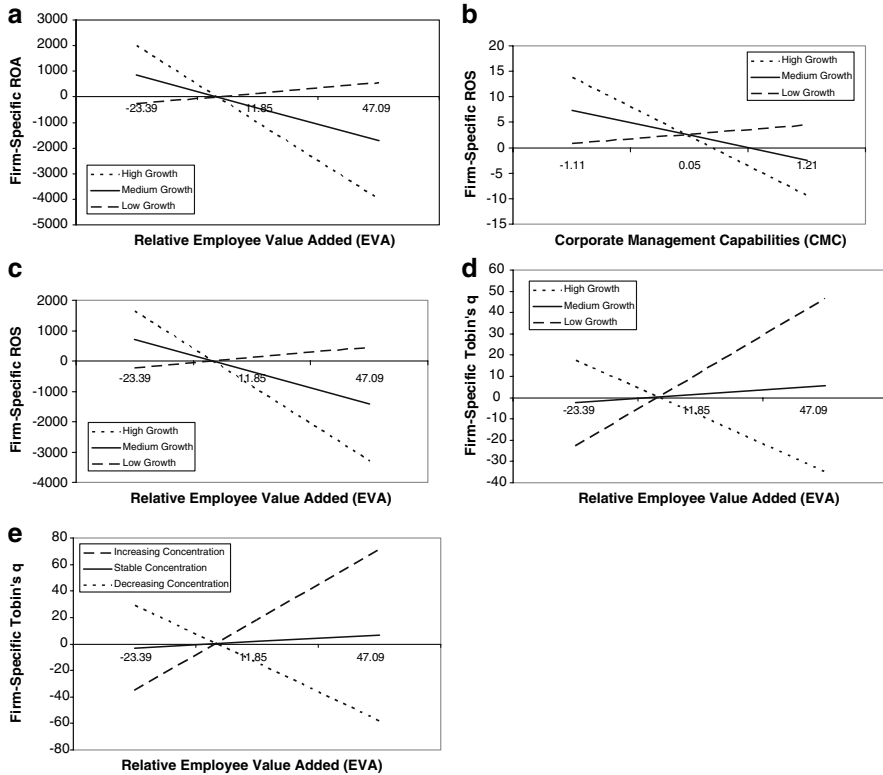 a
Firm-Specific ROA
3000
2000
1000
0
-1000
-2000
-3000
-4000
-5000
-23.39 11.85 47.09
High Growth
Medium Growth
Low Growth
Relative Employee Value Added (EVA)
b
Firm-Specific ROS
20
15
10
5
0
-5
-10
-15
-1.11 0.05 1.21
High Growth
Medium Growth
Low Growth
Corporate Management Capabilities (CMC)
c
Firm-Specific ROS
2000
1000
0
-1000
-2000
-3000
-4000
-23.39 11.85 47.09
High Growth
Medium Growth
Low Growth
Relative Employee Value Added (EVA)
d
Firm-Specific Tobin's q
60
50
40
30
20
10
0
-10
-20
-30
-40
High Growth
Medium Growth
Low Growth
-23.39 11.85 47.09
Relative Employee Value Added (EVA)
e
Firm-Specific Tobin's q
80
60
40
20
0
-20
-40
-60
-80
Increasing Concentration
Stable Concentration
Decreasing Concentration
-23.39 11.85 47.09
Relative Employee Value Added (EVA)